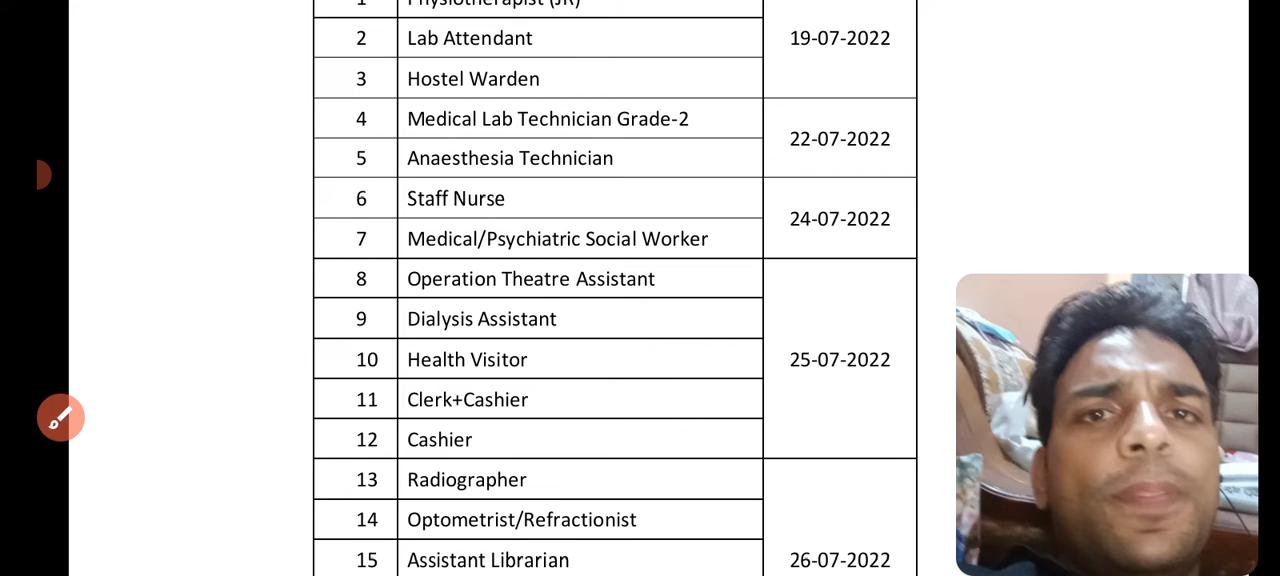 1 Physiotherapist (JR)
2 Lab Attendant 19-07-2022
3 Hostel Warden
4 Medical Lab Technician Grade-2
22-07-2022
5 Anaesthesia Technician
6 Staff Nurse
24-07-2022
7 Medical/Psychiatric Social Worker
8 Operation Theatre Assistant
9 Dialysis Assistant
10 Health Visitor 25-07-2022
11 Clerk+Cashier
12 Cashier
13 Radiographer
14 Optometrist/Refractionist
15 Assistant Librarian 26-07-2022